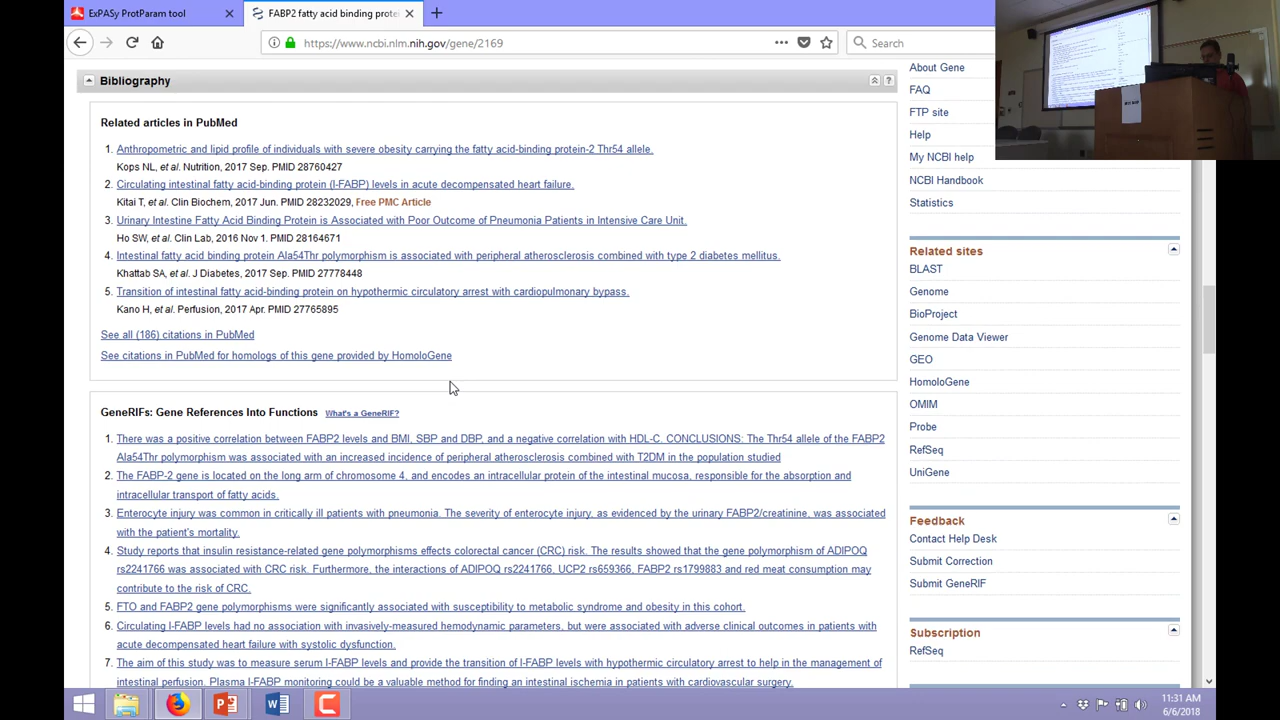 ExPASy ProtParam tool
FABP2 fatty acid binding prote
https://www.ncbi.nlm.nih.gov/gene/2169
Search
Bibliography
Related articles in PubMed
1. Anthropometric and lipid profile of individuals with severe obesity carrying the fatty acid-binding protein-2 Thr54 allele.
Kops NL, et al. Nutrition, 2017 Sep. PMID 28760427
2. Circulating intestinal fatty acid-binding protein (I-FABP) levels in acute decompensated heart failure.
Kitai T, et al. Clin Biochem, 2017 Jun. PMID 28232029, Free PMC Article
3. Urinary Intestine Fatty Acid Binding Protein is Associated with Poor Outcome of Pneumonia Patients in Intensive Care Unit.
Ho SW, et al. Clin Lab, 2016 Nov 1. PMID 28164671
4. Intestinal fatty acid binding protein Ala54Thr polymorphism is associated with peripheral atherosclerosis combined with type 2 diabetes mellitus.
Khattab SA, et al. J Diabetes, 2017 Sep. PMID 27778448
5. Transition of intestinal fatty acid-binding protein on hypothermic circulatory arrest with cardiopulmonary bypass.
Kano H, et al. Perfusion, 2017 Apr. PMID 27765895
See all (186) citations in PubMed
See citations in PubMed for homologs of this gene provided by HomoloGene
GeneRIFs: Gene References Into Functions What's a GeneRIF?
1. There was a positive correlation between FABP2 levels and BMI, SBP and DBP, and a negative correlation with HDL-C. CONCLUSIONS: The Thr54 allele of the FABP2
Ala54Thr polymorphism was associated with an increased incidence of peripheral atherosclerosis combined with T2DM in the population studied
2. The FABP-2 gene is located on the long arm of chromosome 4, and encodes an intracellular protein of the intestinal mucosa, responsible for the absorption and
intracellular transport of fatty acids.
3. Enterocyte injury was common in critically ill patients with pneumonia. The severity of enterocyte injury, as evidenced by the urinary FABP2/creatinine, was associated
with the patient's mortality.
4. Study reports that insulin resistance-related gene polymorphisms effects colorectal cancer (CRC) risk. The results showed that the gene polymorphism of ADIPOQ
rs2241766 was associated with CRC risk. Furthermore, the interactions of ADIPOQ rs2241766, UCP2 rs659366, FABP2 rs1799883 and red meat consumption may
contribute to the risk of CRC.
5. FTO and FABP2 gene polymorphisms were significantly associated with susceptibility to metabolic syndrome and obesity in this cohort.
6. Circulating I-FABP levels had no association with invasively-measured hemodynamic parameters, but were associated with adverse clinical outcomes in patients with
acute decompensated heart failure with systolic dysfunction.
7. The aim of this study was to measure serum I-FABP levels and provide the transition of I-FABP levels with hypothermic circulatory arrest to help in the management of
intestinal perfusion. Plasma I-FABP monitoring could be a valuable method for finding an intestinal ischemia in patients with cardiovascular surgery.
About Gene
FAQ
FTP site
Help
My NCBI help
NCBI Handbook
Statistics
Related sites
BLAST
Genome
BioProject
Genome Data Viewer
GEO
HomoloGene
OMIM
Probe
RefSeq
UniGene
Feedback
Contact Help Desk
Submit Correction
Submit GeneRIF
Subscription
RefSeq
11:31 AM
6/6/2018